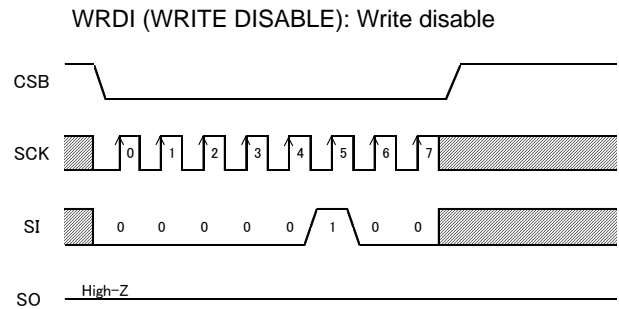 WRDI (WRITE DISABLE): Write disable
CSB
SCK 0 1 2 3 4 5 6 7
SI 0 0 0 0 0 1 0 0
High-Z
SO